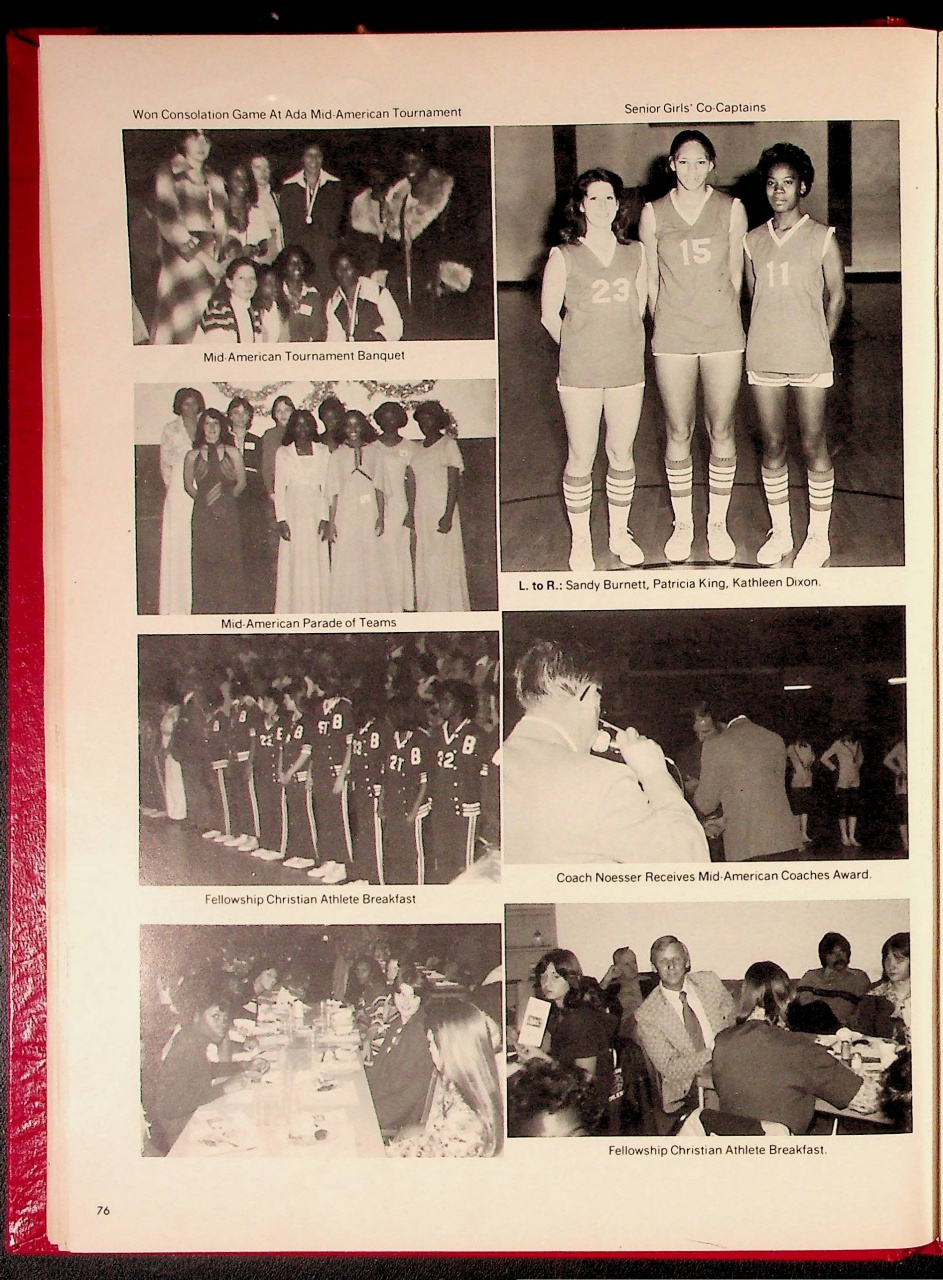 Won Consolation Game At Ada Mid-American Tournament
Senior Girls' Co-Captains
23
15
11
Mid-American Tournament Banquet
L. to R.: Sandy Burnett, Patricia King, Kathleen Dixon.
Mid-American Parade of Teams
B
B
B
B
B
B
B
32
Coach Noesser Receives Mid-American Coaches Award.
Fellowship Christian Athlete Breakfast
Fellowship Christian Athlete Breakfast.
76